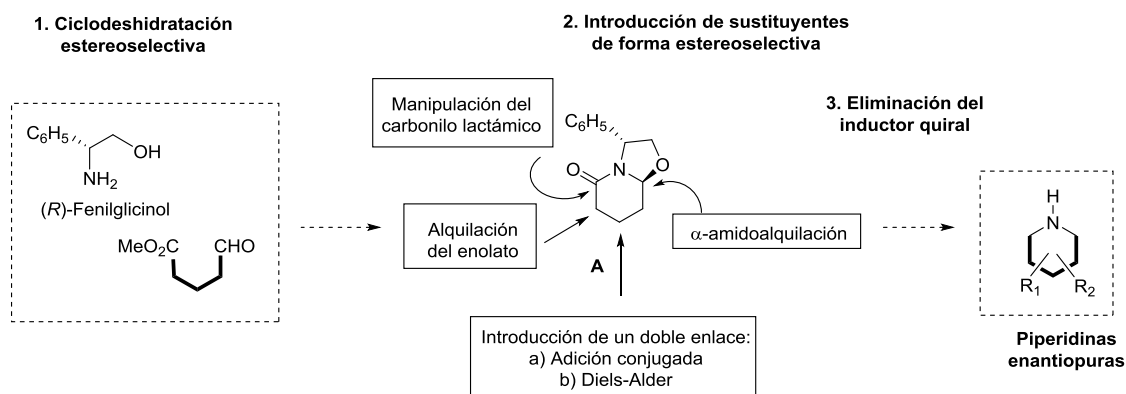 1. Ciclodeshidratación
estereoselectiva
C6H5
OH
NH2
(R)-Fenilglicinol
MeO2C
CHO
2. Introducción de sustituyentes
de forma estereoselectiva
Manipulación del
carbonilo lactámico
C6H5
O
N
O
Alquilación
del enolato
α-amidoalquilación
A
Introducción de un doble enlace:
a) Adición conjugada
b) Diels-Alder
3. Eliminación del
inductor quiral
H
N
R1
R2
Piperidinas
enantiopuras